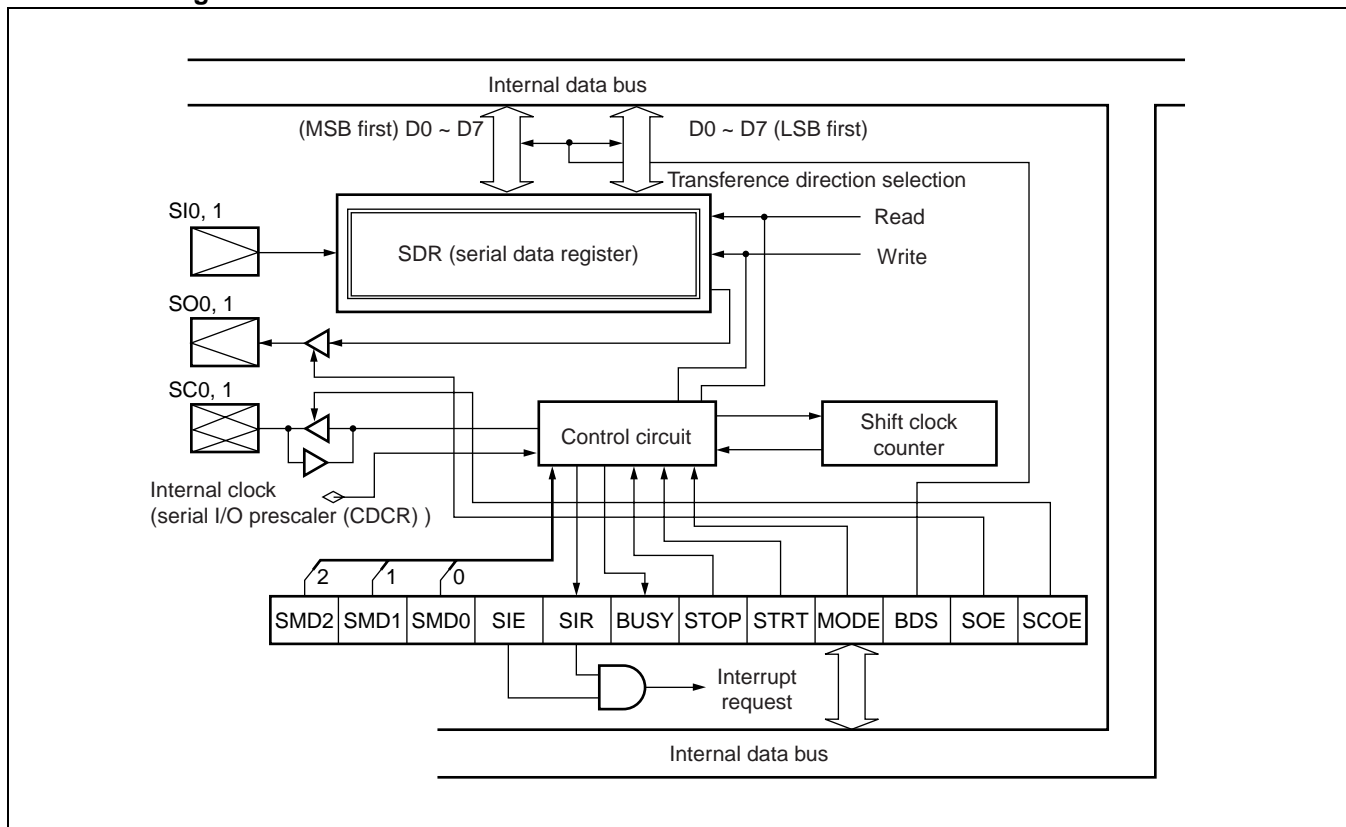 Internal data bus
(MSB first) D0 ~ D7
D0 ~ D7 (LSB first)
Transference direction selection
SI0, 1
Read
SDR (serial data register)
Write
SO0, 1
SC0, 1
Control circuit
Shift clock
counter
Internal clock
(serial I/O prescaler (CDCR) )
2
1
0
SMD2
SMD1
SMD0
SIE
SIR
BUSY
STOP
STRT
MODE
BDS
SOE
SCOE
Interrupt
request
Internal data bus